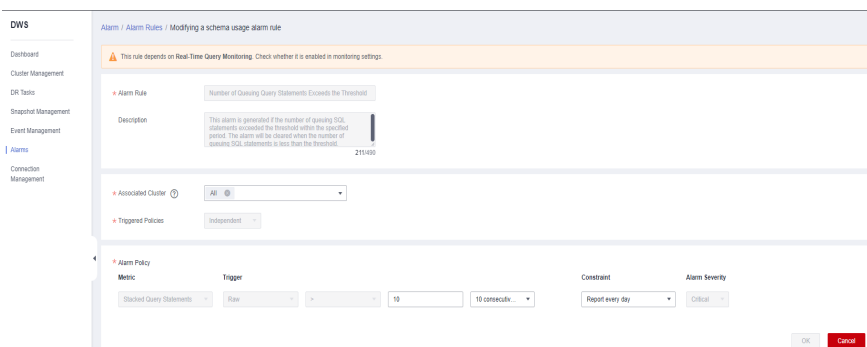 DWS
Dashboard
Cluster Management
DR Tasks
Snapshot Management
Event Management
Alarms
Connection
Management
Alarm / Alarm Rules / Modifying a schema usage alarm rule
This rule depends on Real-Time Query Monitoring. Check whether it is enabled in monitoring settings.
* Alarm Rule
Number of Queuing Query Statements Exceeds the Threshold
Description
This alarm is generated if the number of queuing SQL
statements exceeded the threshold within the specified
period. The alarm will be cleared when the number of
queuing SQL statements is less than the threshold.
211/490
* Associated Cluster ?
All
* Triggered Policies
Independent
* Alarm Policy
Metric Trigger Constraint Alarm Severity
Stacked Query Statements Raw > 10 10 consecutiv... Report every day Critical
OK Cancel